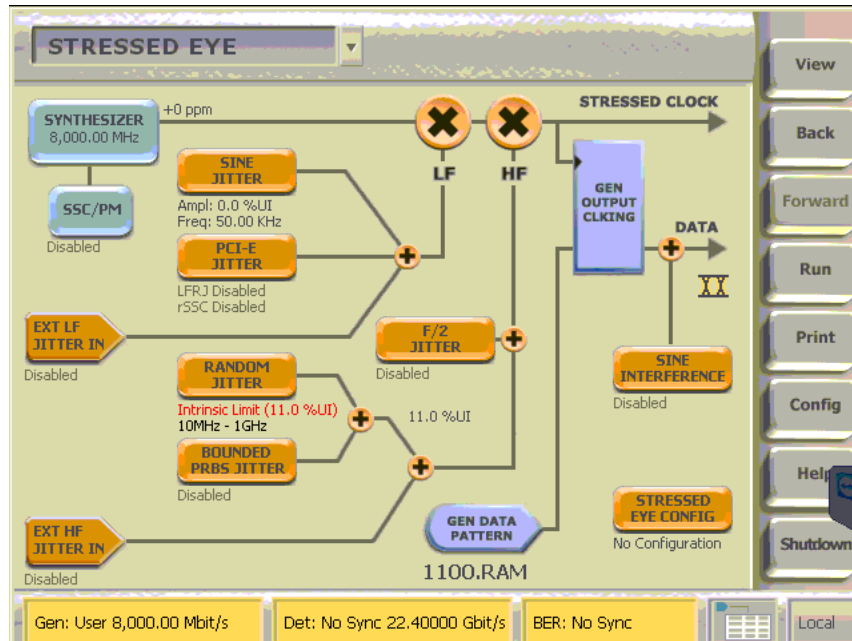 STRESSED EYE
View
SYNTHESIZER
8,000.00 MHz
+0 ppm
STRESSED CLOCK
Back
SINE
JITTER
LF
HF
GEN
OUTPUT
CLKING
SSC/PM
Disabled
Ampl: 0.0 %UI
Freq: 50.00 KHz
Forward
PCI-E
JITTER
DATA
LFRJ Disabled
rSSC Disabled
Run
EXT LF
JITTER IN
Disabled
F/2
JITTER
Disabled
Print
RANDOM
JITTER
SINE
INTERFERENCE
Disabled
Intrinsic Limit (11.0 %UI)
10MHz - 1GHz
11.0 %UI
Config
BOUNDED
PRBS JITTER
Disabled
Help
EXT HF
JITTER IN
Disabled
GEN DATA
PATTERN
1100.RAM
STRESSED
EYE CONFIG
No Configuration
Shutdown
Gen: User 8,000.00 Mbit/s
Det: No Sync 22.40000 Gbit/s
BER: No Sync
Local